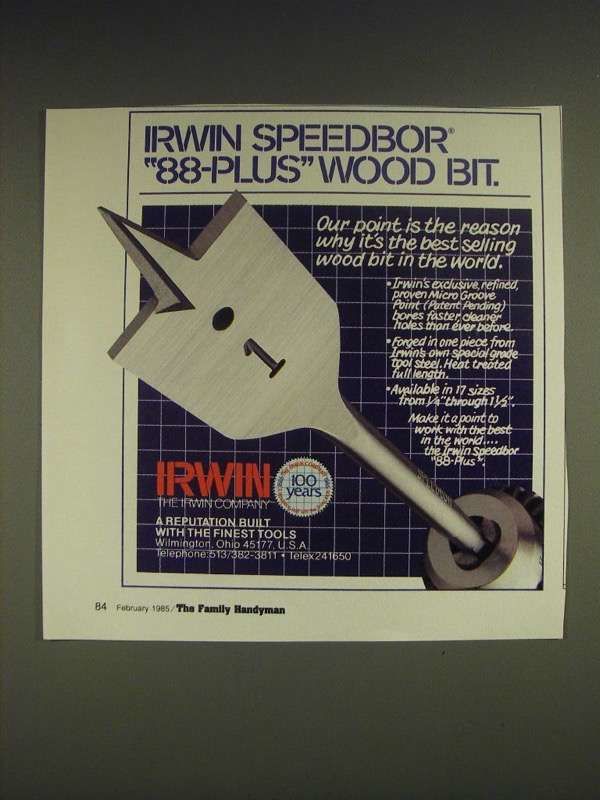 IRWIN SPEEDBOR®
"88-PLUS" WOOD BIT.
Our point is the reason
why it's the best selling
wood bit in the world.
• Irwin's exclusive, refined,
proven Micro Groove
Point (Patent Pending)
bores faster, cleaner
holes than ever before.
• Forged in one piece from
Irwin's own special grade
tool steel. Heat treated
full length.
• Available in 17 sizes
from 1/4" through 1 1/2".
Make it a point to
work with the best
in the world....
the Irwin Speedbor
"88-Plus".
1
IRWIN
THE IRWIN COMPANY
100
years
A REPUTATION BUILT
WITH THE FINEST TOOLS
Wilmington, Ohio 45177, U.S.A.
Telephone: 513/382-3811 • Telex 241650
84 February 1985/The Family Handyman